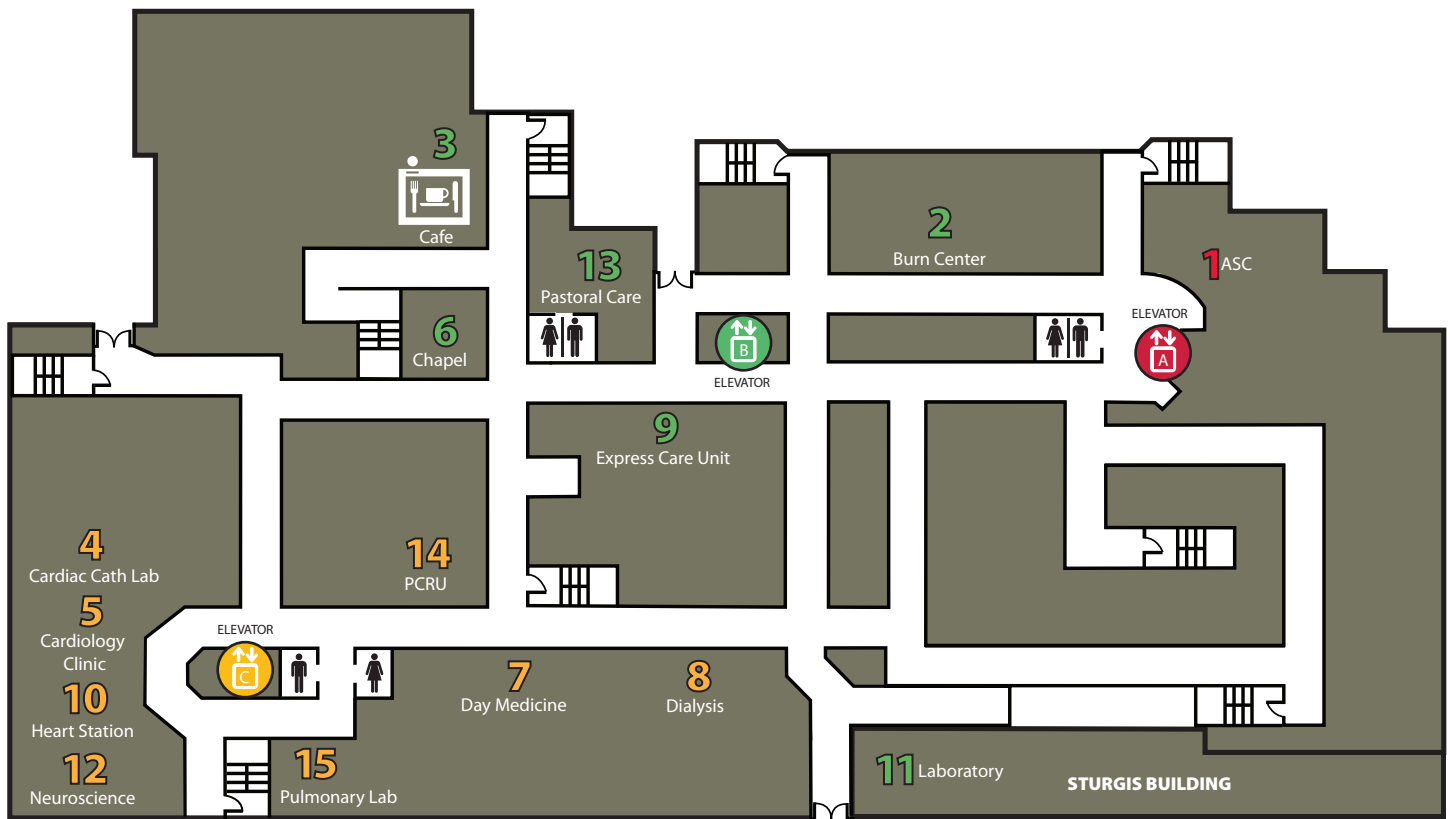 3
Cafe
2
Burn Center
13
Pastoral Care
1 ASC
6
Chapel
B
ELEVATOR
ELEVATOR
A
9
Express Care Unit
4
Cardiac Cath Lab
14
PCRU
5
Cardiology
Clinic
ELEVATOR
C
10
Heart Station
7
Day Medicine
8
Dialysis
12
Neuroscience
15
Pulmonary Lab
11 Laboratory
STURGIS BUILDING